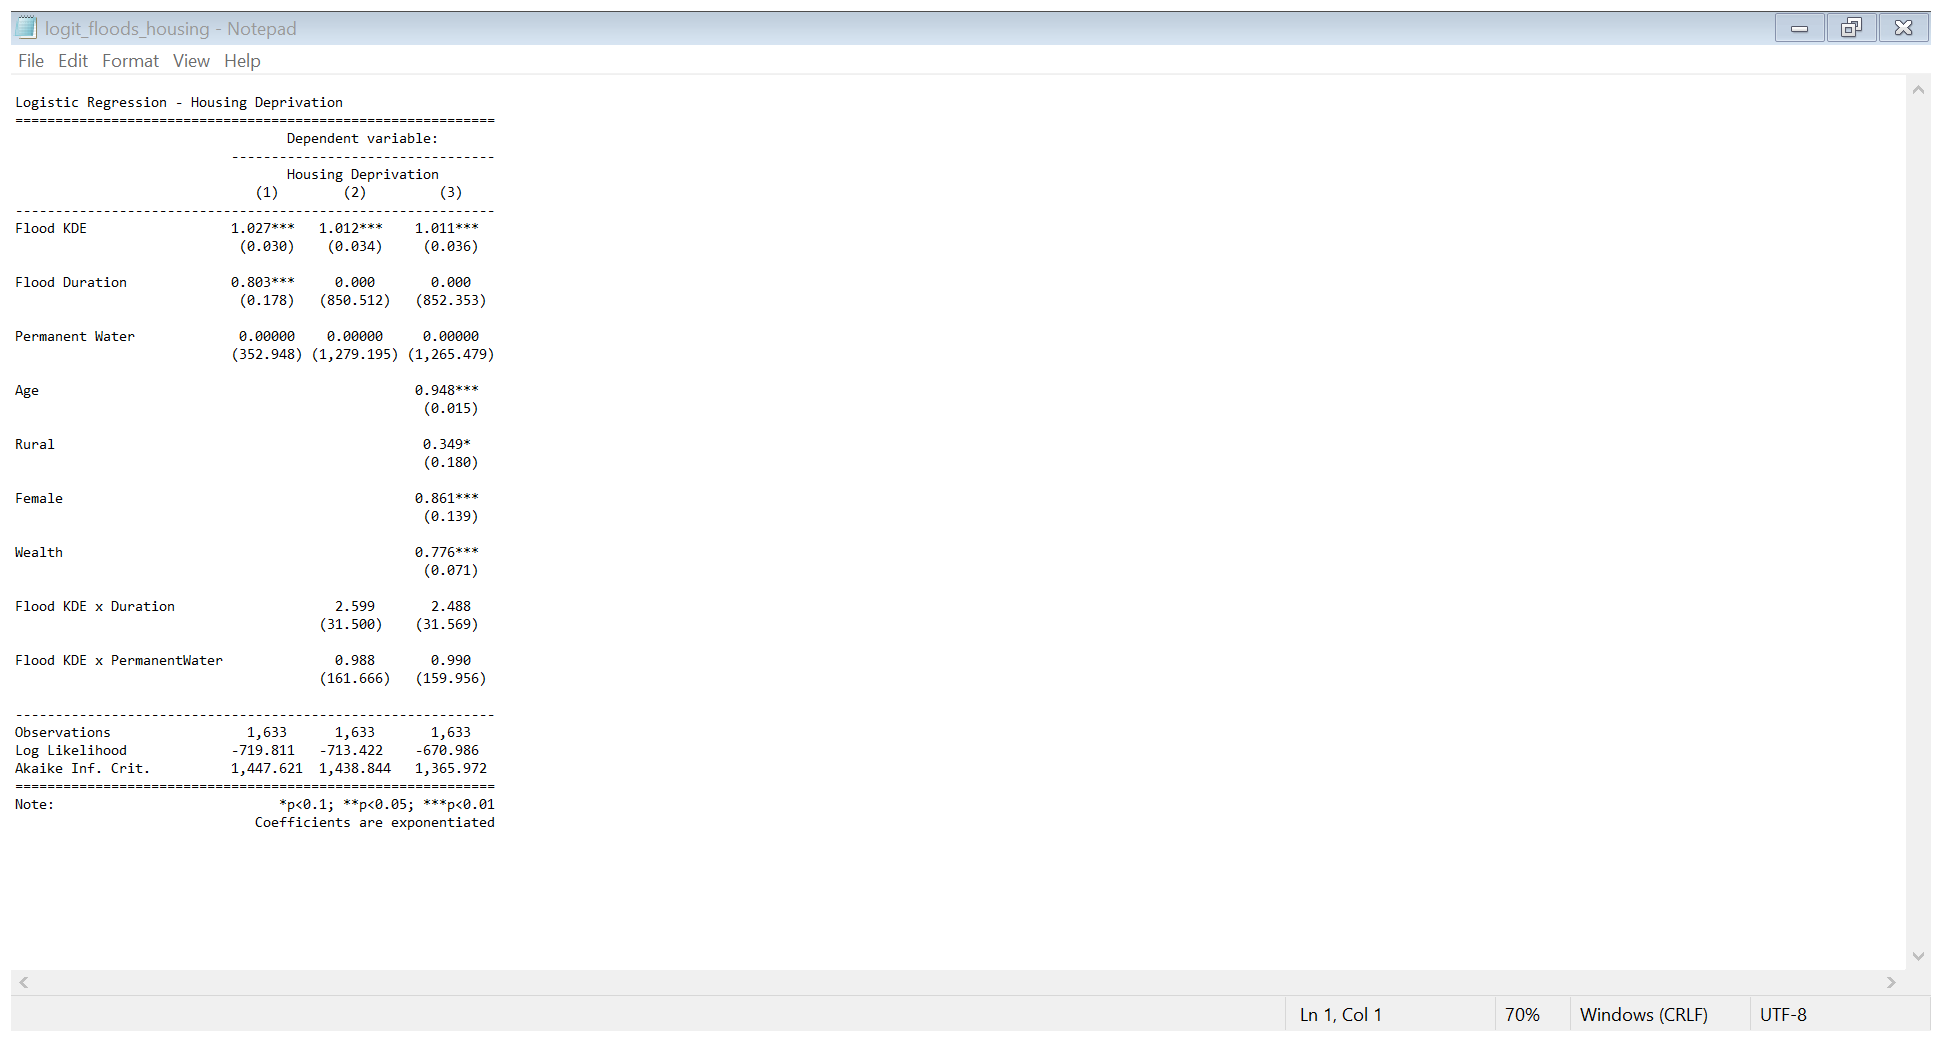 logit_floods_housing - Notepad
File Edit Format View Help
Logistic Regression - Housing Deprivation
============================================================
Dependent variable:
---------------------------------
Housing Deprivation
(1) (2) (3)
------------------------------------------------------------
Flood KDE 1.027*** 1.012*** 1.011***
(0.030) (0.034) (0.036)
Flood Duration 0.803*** 0.000 0.000
(0.178) (850.512) (852.353)
Permanent Water 0.00000 0.00000 0.00000
(352.948) (1,279.195) (1,265.479)
Age 0.948***
(0.015)
Rural 0.349*
(0.180)
Female 0.861***
(0.139)
Wealth 0.776***
(0.071)
Flood KDE x Duration 2.599 2.488
(31.500) (31.569)
Flood KDE x PermanentWater 0.988 0.990
(161.666) (159.956)
------------------------------------------------------------
Observations 1,633 1,633 1,633
Log Likelihood -719.811 -713.422 -670.986
Akaike Inf. Crit. 1,447.621 1,438.844 1,365.972
============================================================
Note: *p<0.1; **p<0.05; ***p<0.01
Coefficients are exponentiated
Ln 1, Col 1 70% Windows (CRLF) UTF-8